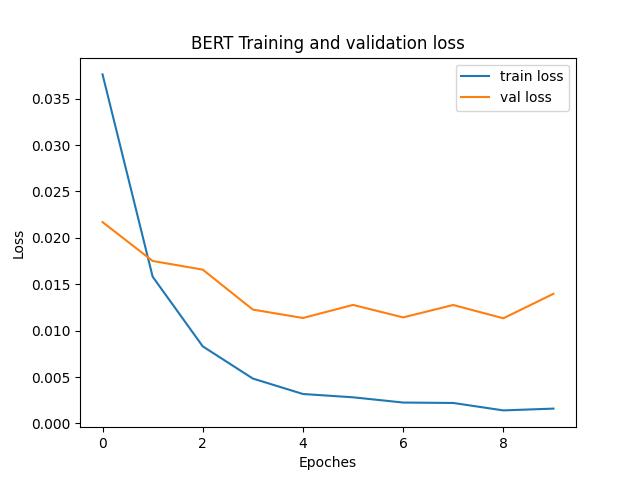 BERT Training and validation loss
train loss
val loss
0.035
0.030
0.025
0.020
0.015
0.010
0.005
0.000
Loss
0 2 4 6 8
Epoches